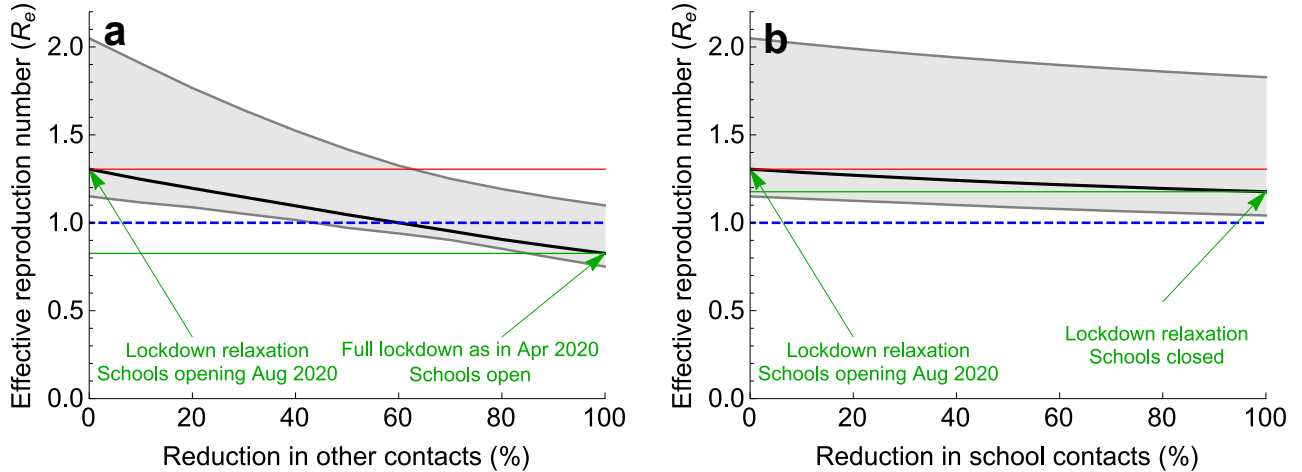 a
Effective reproduction number (Re)
2.0
1.5
1.0
0.5
0.0
Lockdown relaxation
Schools opening Aug 2020
Full lockdown as in Apr 2020
Schools open
0 20 40 60 80 100
Reduction in other contacts (%)
b
Effective reproduction number (Re)
2.0
1.5
1.0
0.5
0.0
Lockdown relaxation
Schools opening Aug 2020
Lockdown relaxation
Schools closed
0 20 40 60 80 100
Reduction in school contacts (%)